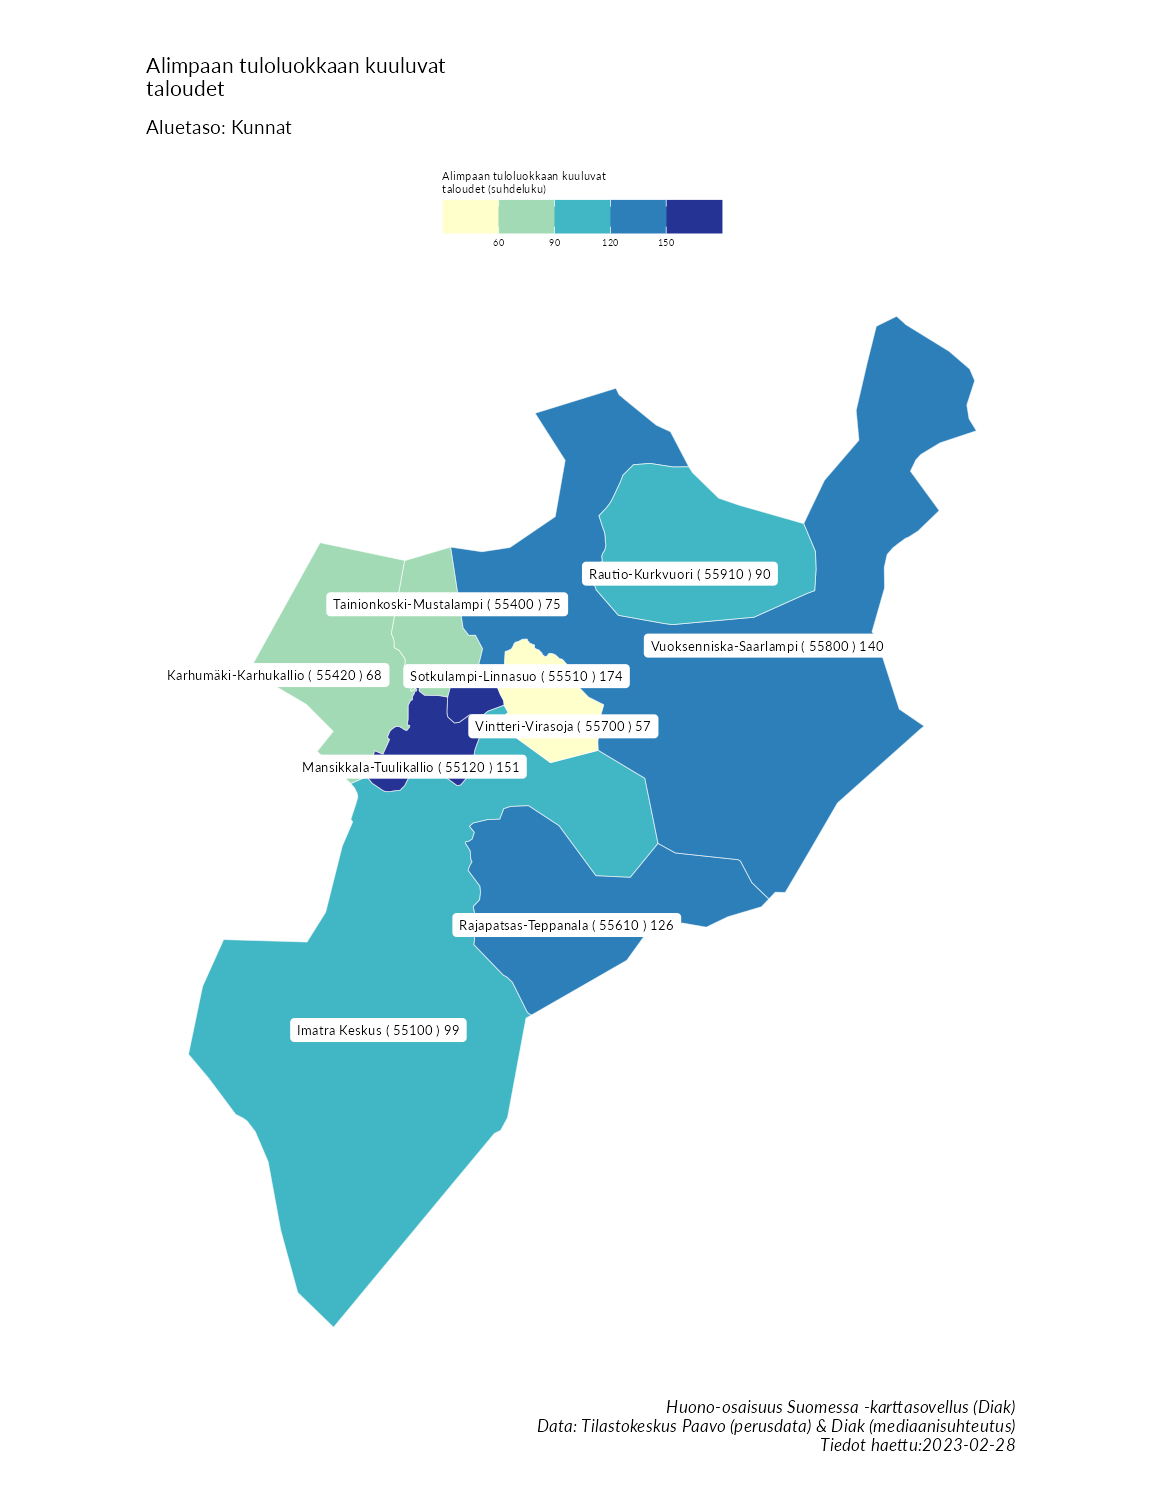 Alimpaan tuloluokkaan kuuluvat
taloudet
Aluetaso: Kunnat
Alimpaan tuloluokkaan kuuluvat
taloudet (suhdeluku)
60 90 120 150
Rautio-Kurkvuori ( 55910 ) 90
Tainionkoski-Mustalampi ( 55400 ) 75
Vuoksenniska-Saarlampi ( 55800 ) 140
Karhumäki-Karhukallio ( 55420 ) 68
Sotkulampi-Linnasuo ( 55510 ) 174
Vintteri-Virasoja ( 55700 ) 57
Mansikkala-Tuulikallio ( 55120 ) 151
Rajapatsas-Teppanala ( 55610 ) 126
Imatra Keskus ( 55100 ) 99
Huono-osaisuus Suomessa -karttasovellus (Diak)
Data: Tilastokeskus Paavo (perusdata) & Diak (mediaanisuhteutus)
Tiedot haettu:2023-02-28